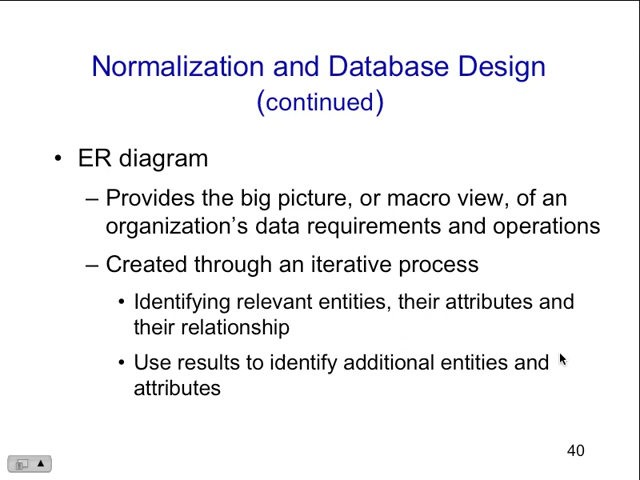 Normalization and Database Design
(continued)
• ER diagram
– Provides the big picture, or macro view, of an
organization's data requirements and operations
– Created through an iterative process
• Identifying relevant entities, their attributes and
their relationship
• Use results to identify additional entities and
attributes
40